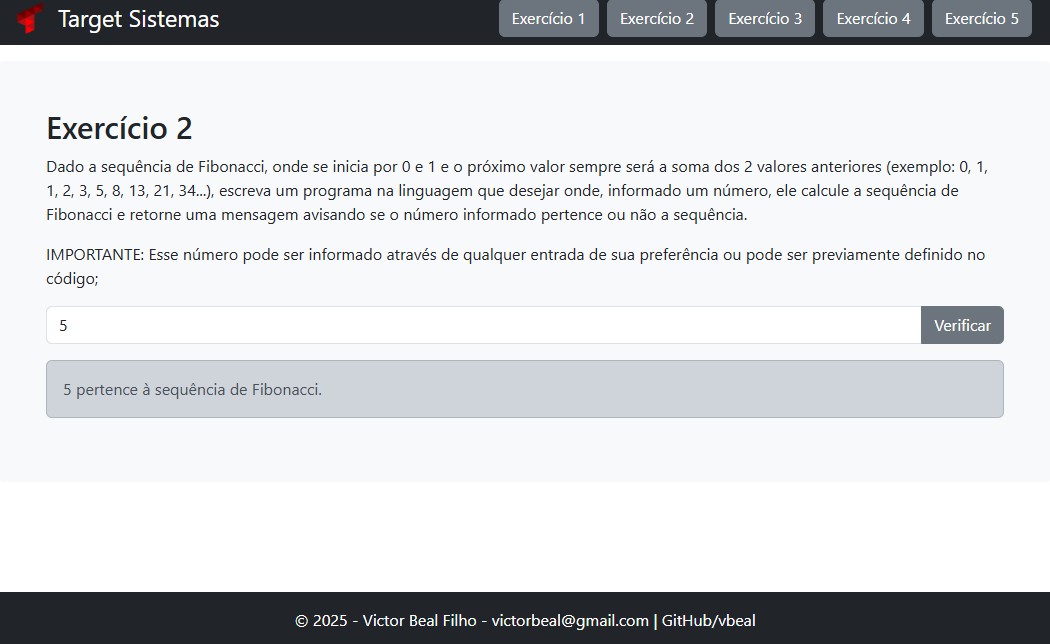 Target Sistemas
Exercício 1
Exercício 2
Exercício 3
Exercício 4
Exercício 5
Exercício 2
Dado a sequência de Fibonacci, onde se inicia por 0 e 1 e o próximo valor sempre será a soma dos 2 valores anteriores (exemplo: 0, 1,
1, 2, 3, 5, 8, 13, 21, 34...), escreva um programa na linguagem que desejar onde, informado um número, ele calcule a sequência de
Fibonacci e retorne uma mensagem avisando se o número informado pertence ou não a sequência.
IMPORTANTE: Esse número pode ser informado através de qualquer entrada de sua preferência ou pode ser previamente definido no
código;
5
Verificar
5 pertence à sequência de Fibonacci.
© 2025 - Victor Beal Filho - victorbeal@gmail.com | GitHub/vbeal